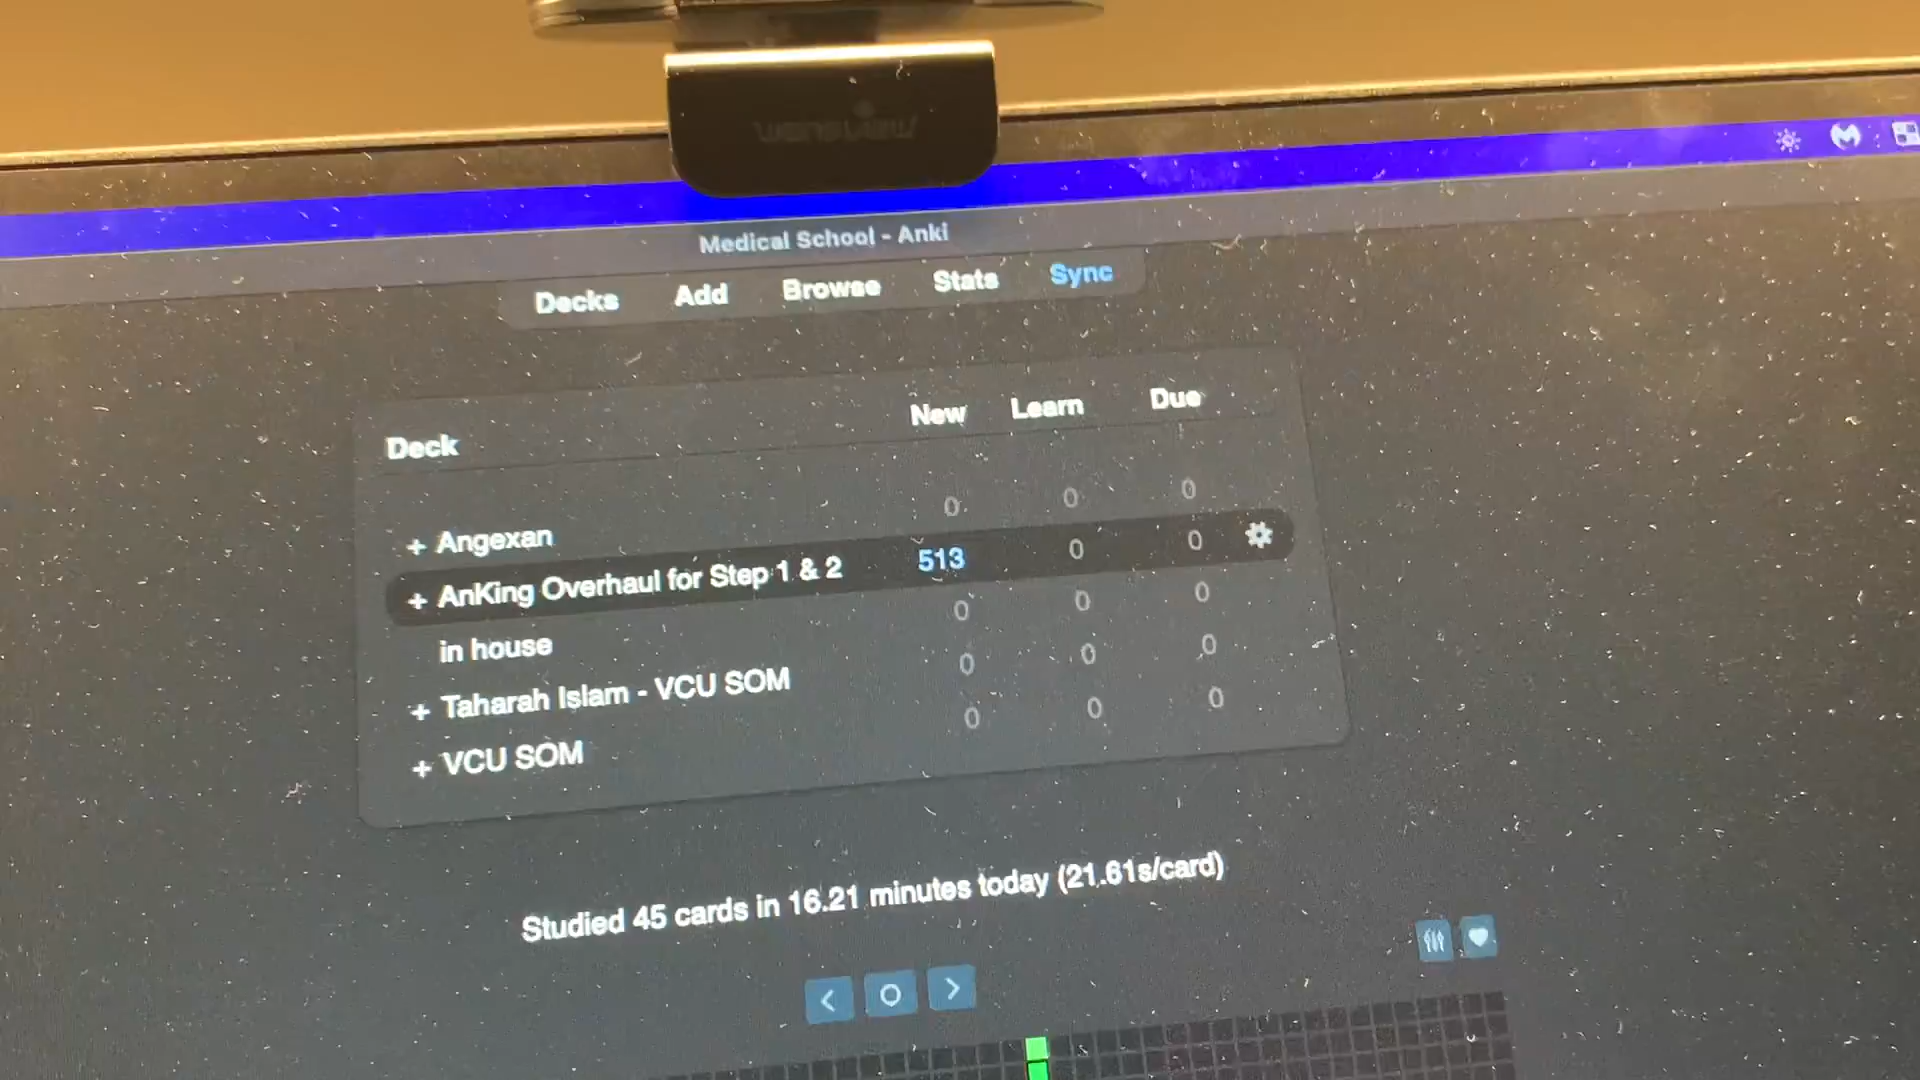 wansview
Medical School - Anki
Decks Add Browse Stats Sync
Deck New Learn Due
+ Angexan 0 0 0
+ AnKing Overhaul for Step 1 & 2 513 0 0
in house 0 0 0
+ Taharah Islam - VCU SOM 0 0 0
+ VCU SOM 0 0 0
Studied 45 cards in 16.21 minutes today (21.61s/card)